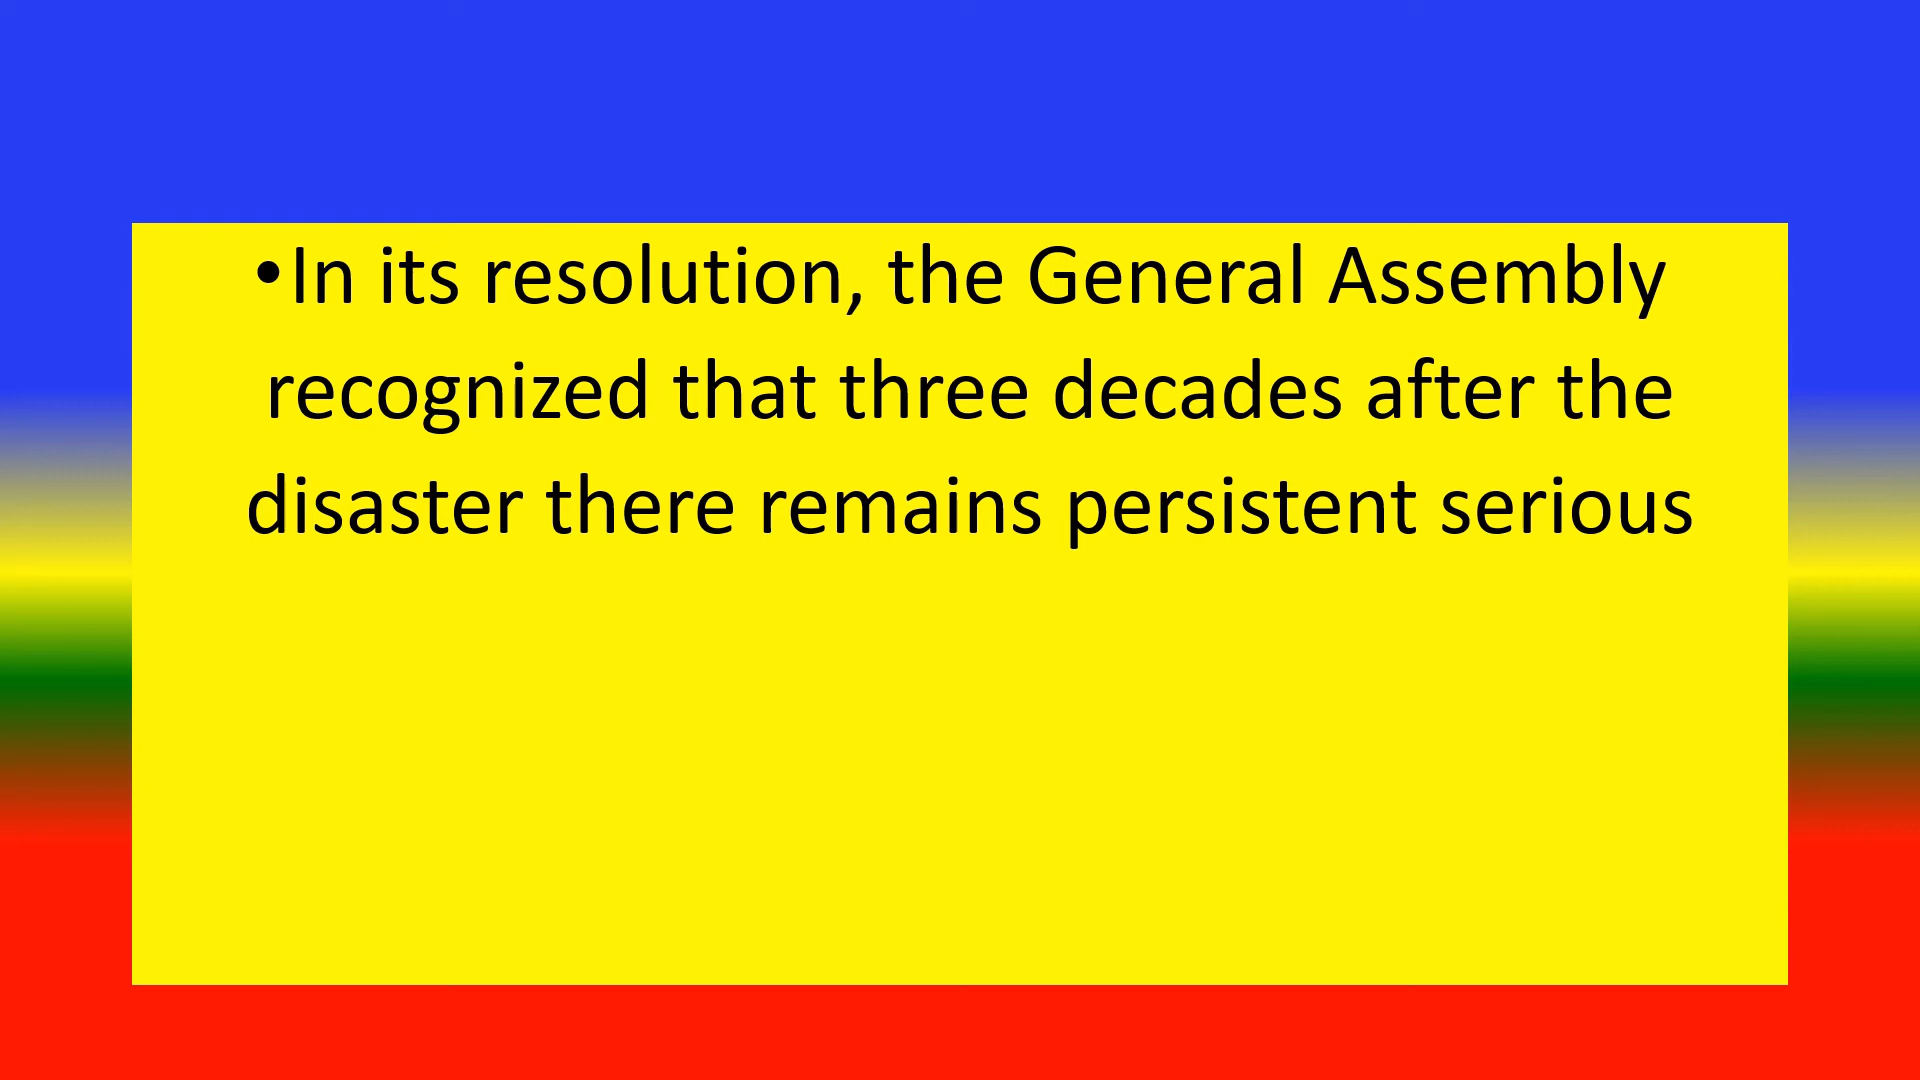 •In its resolution, the General Assembly
recognized that three decades after the
disaster there remains persistent serious